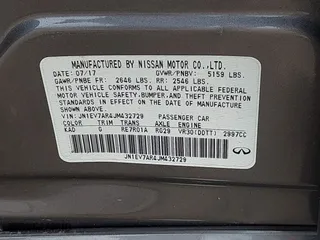 MANUFACTURED BY NISSAN MOTOR CO.,LTD.
DATE: 07/17 GVWR/PNBV: 5159 LBS.
GAWR/PNBE FR: 2646 LBS. RR: 2546 LBS.
THIS VEHICLE CONFORMS TO ALL APPLICABLE
FEDERAL MOTOR VEHICLE
SAFETY,BUMPER,AND THEFT PREVENTION
STANDARDS IN EFFECT ON THE DATE OF MANUFACTURE
SHOWN ABOVE.
VIN: JN1EV7AR4JM432729 PASSENGER CAR
COLOR TRIM TRANS AXLE ENGINE
KAD G RE7R01A RG29 VR30(DDTT) 2997CC
JN1EV7AR4JM432729